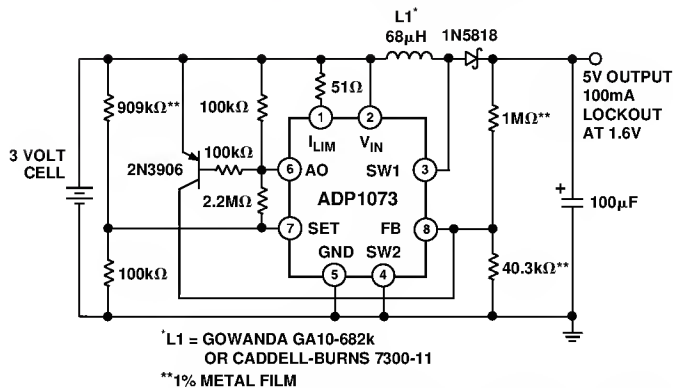 L1*
68μH
1N5818
909kΩ**
100kΩ
51Ω
5V OUTPUT
100mA
LOCKOUT
AT 1.6V
1MΩ**
1
2
ILIM
VIN
3 VOLT
CELL
2N3906
100kΩ
6
AO
SW1
3
ADP1073
2.2MΩ
7
SET
FB
8
+
100μF
100kΩ
GND
SW2
5
4
40.3kΩ**
*L1 = GOWANDA GA10-682k
OR CADDELL-BURNS 7300-11
**1% METAL FILM